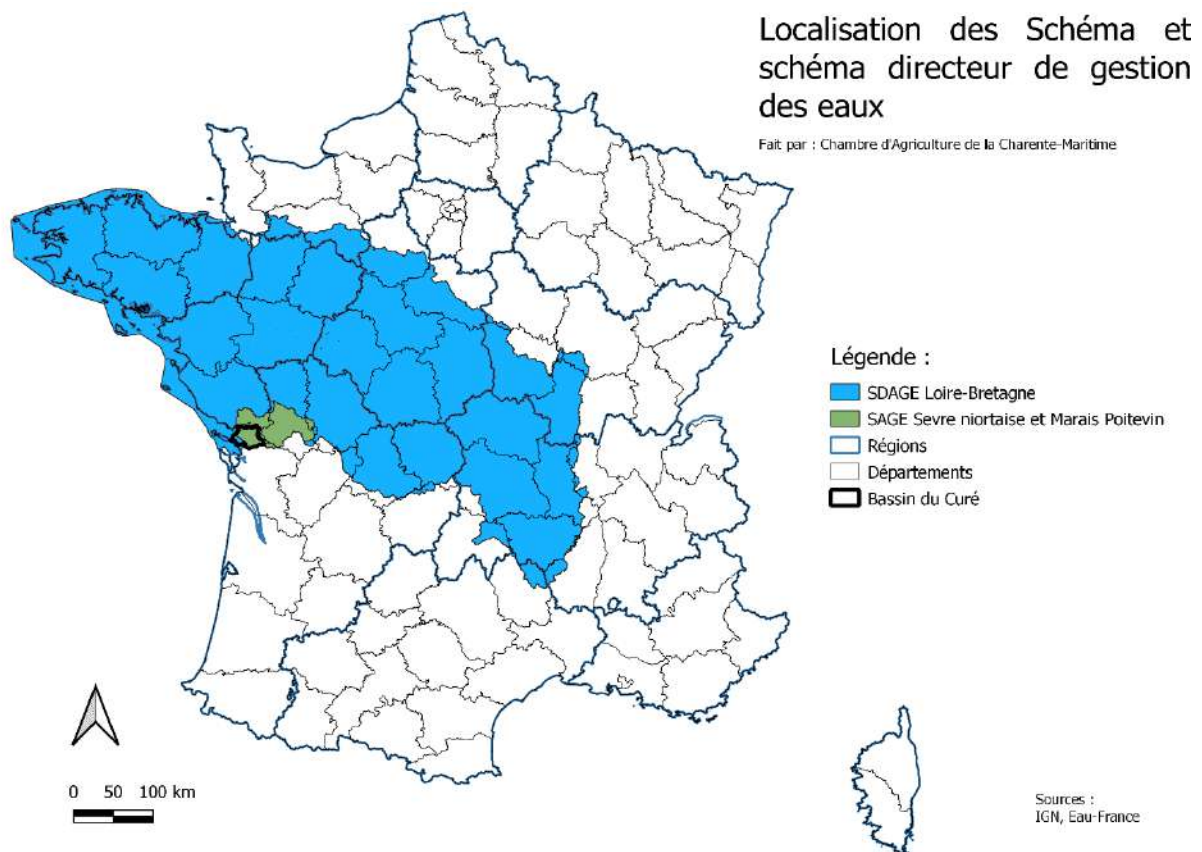 Localisation des Schéma et
schéma directeur de gestion
des eaux
Fait par : Chambre d'Agriculture de la Charente-Maritime
Légende :
SDAGE Loire-Bretagne
SAGE Sevre niortaise et Marais Poitevin
Régions
Départements
Bassin du Curé
0 50 100 km
Sources :
IGN, Eau-France